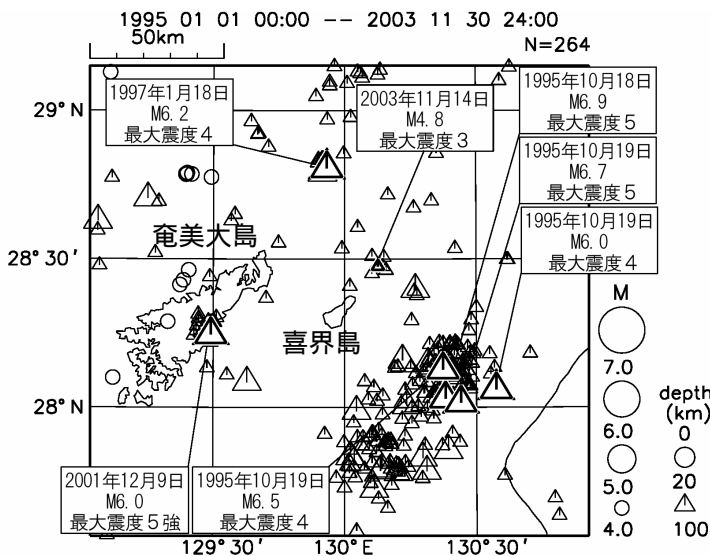 1995 01 01 00:00 -- 2003 11 30 24:00
50km
N=264
1997年1月18日
M6.2
最大震度4
2003年11月14日
M4.8
最大震度3
1995年10月18日
M6.9
最大震度5
1995年10月19日
M6.7
最大震度5
1995年10月19日
M6.0
最大震度4
29°N
28°30′
28°N
奄美大島
喜界島
2001年12月9日
M6.0
最大震度5強
1995年10月19日
M6.5
最大震度4
129°30′
130°E
130°30′
M
7.0
6.0
5.0
4.0
depth
(km)
0
20
100